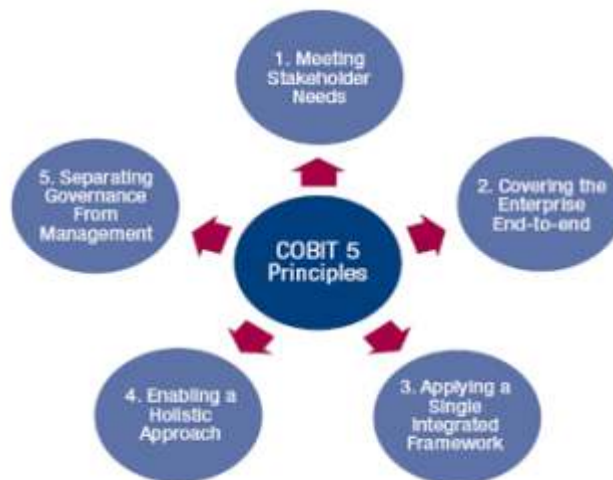 1. Meeting
Stakeholder
Needs
5. Separating
Governance
From
Management
2. Covering the
Enterprise
End-to-end
COBIT 5
Principles
4. Enabling a
Holistic
Approach
3. Applying a
Single
Integrated
Framework